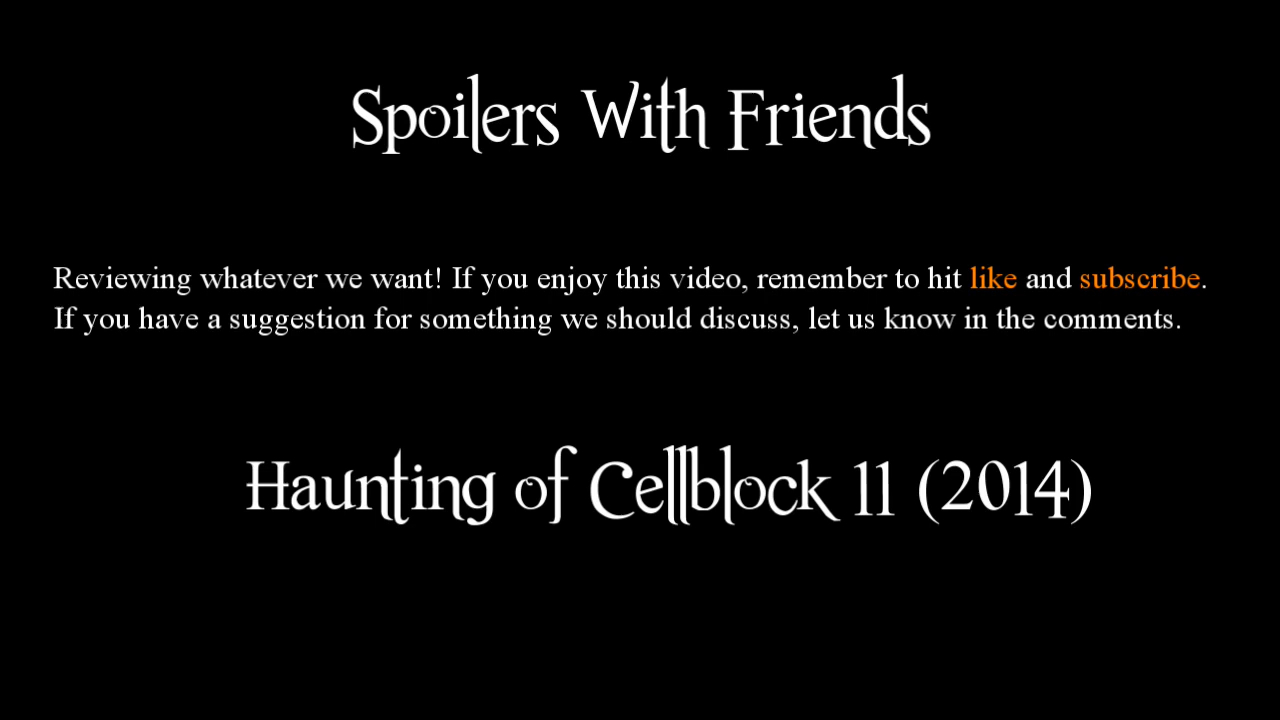 Spoilers With Friends
Reviewing whatever we want! If you enjoy this video, remember to hit like and subscribe.
If you have a suggestion for something we should discuss, let us know in the comments.
Haunting of Cellblock 11 (2014)